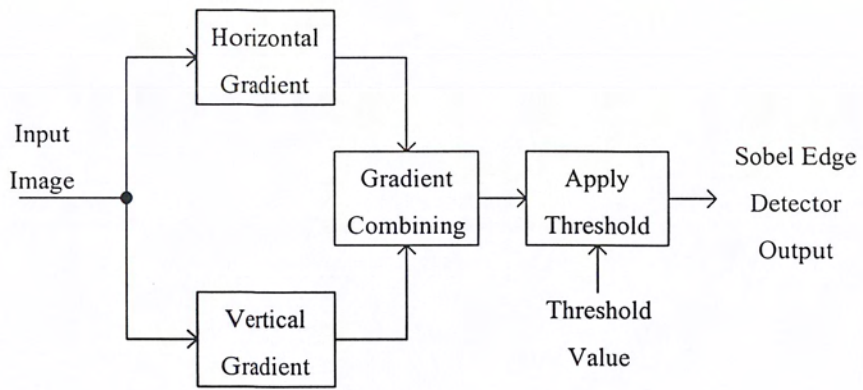 Horizontal
Gradient
Input
Image
Gradient
Combining
Apply
Threshold
Sobel Edge
Detector
Output
Vertical
Gradient
Threshold
Value